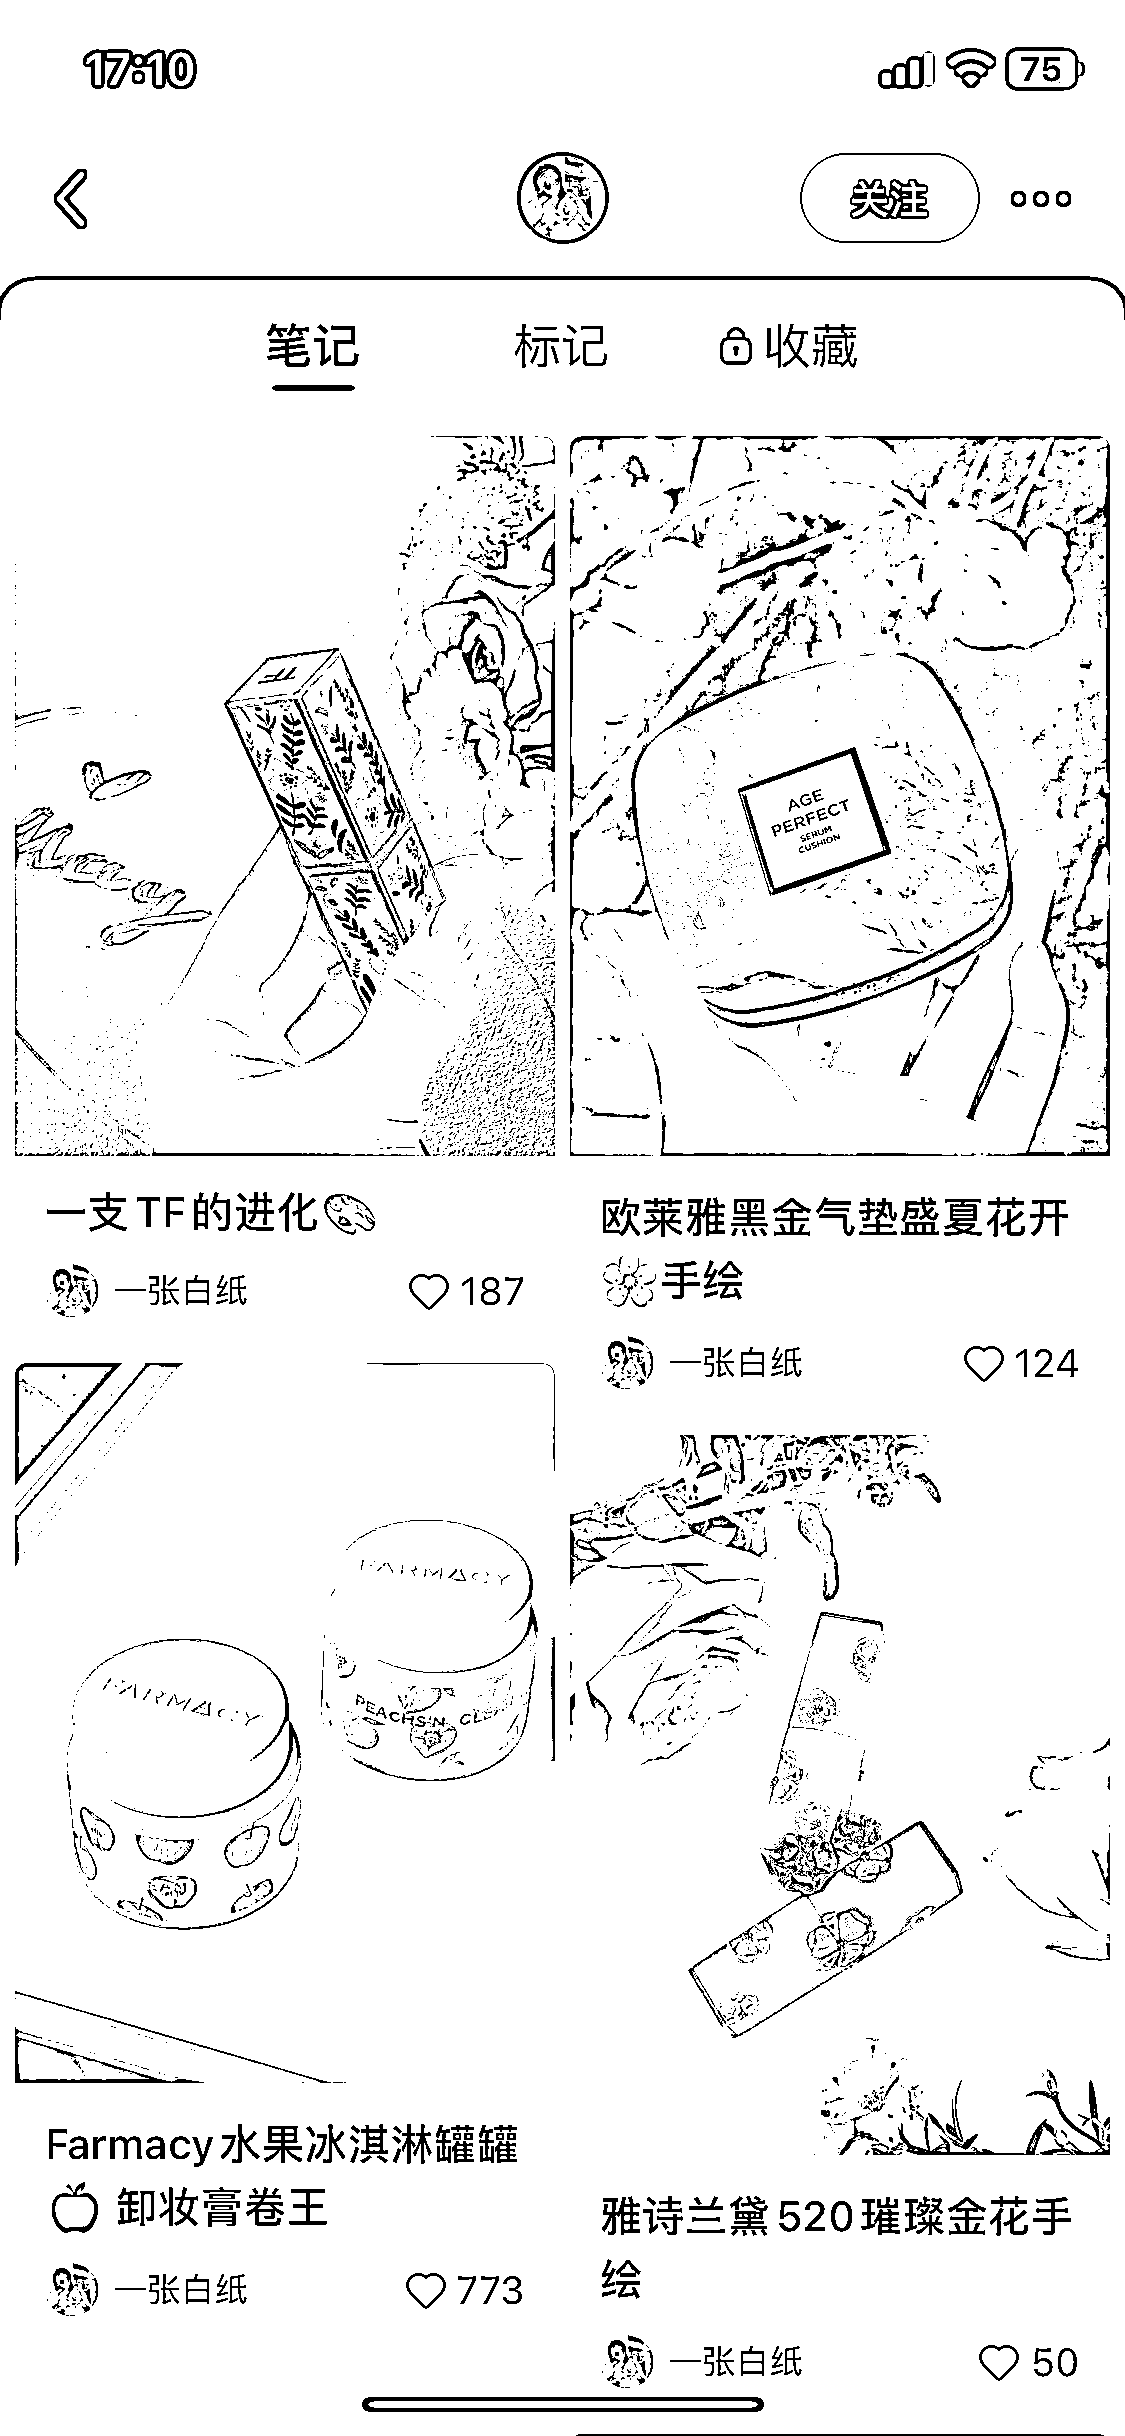 17:10
75
关注
笔记
标记
收藏
TF
Mercy
AGE
PERFECT
SERUM
CUSHION
一支TF的进化
一张白纸
187
欧莱雅黑金气垫盛夏花开
手绘
一张白纸
124
FARMACY
PEACHS'N
FARMACY
Farmacy水果冰淇淋罐罐
卸妆膏卷王
一张白纸
773
雅诗兰黛520璀璨金花手
绘
一张白纸
50